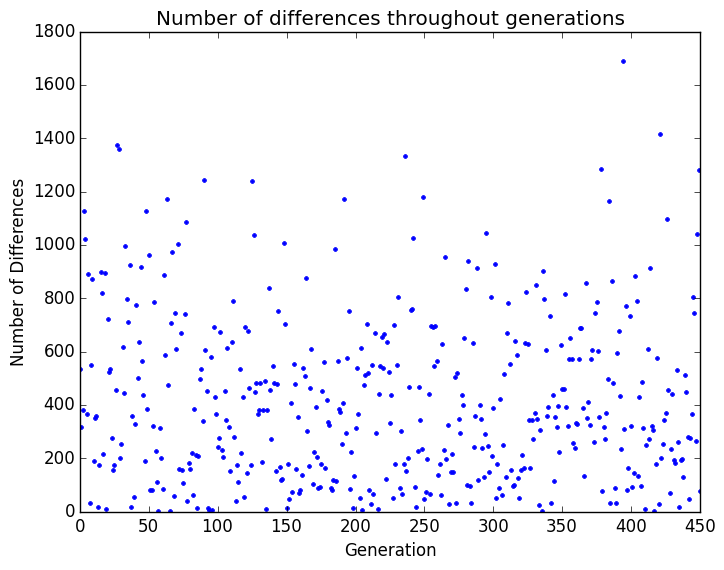 Number of differences throughout generations
1800
1600
1400
1200
1000
800
600
400
200
0
Number of Differences
0 50 100 150 200 250 300 350 400 450
Generation